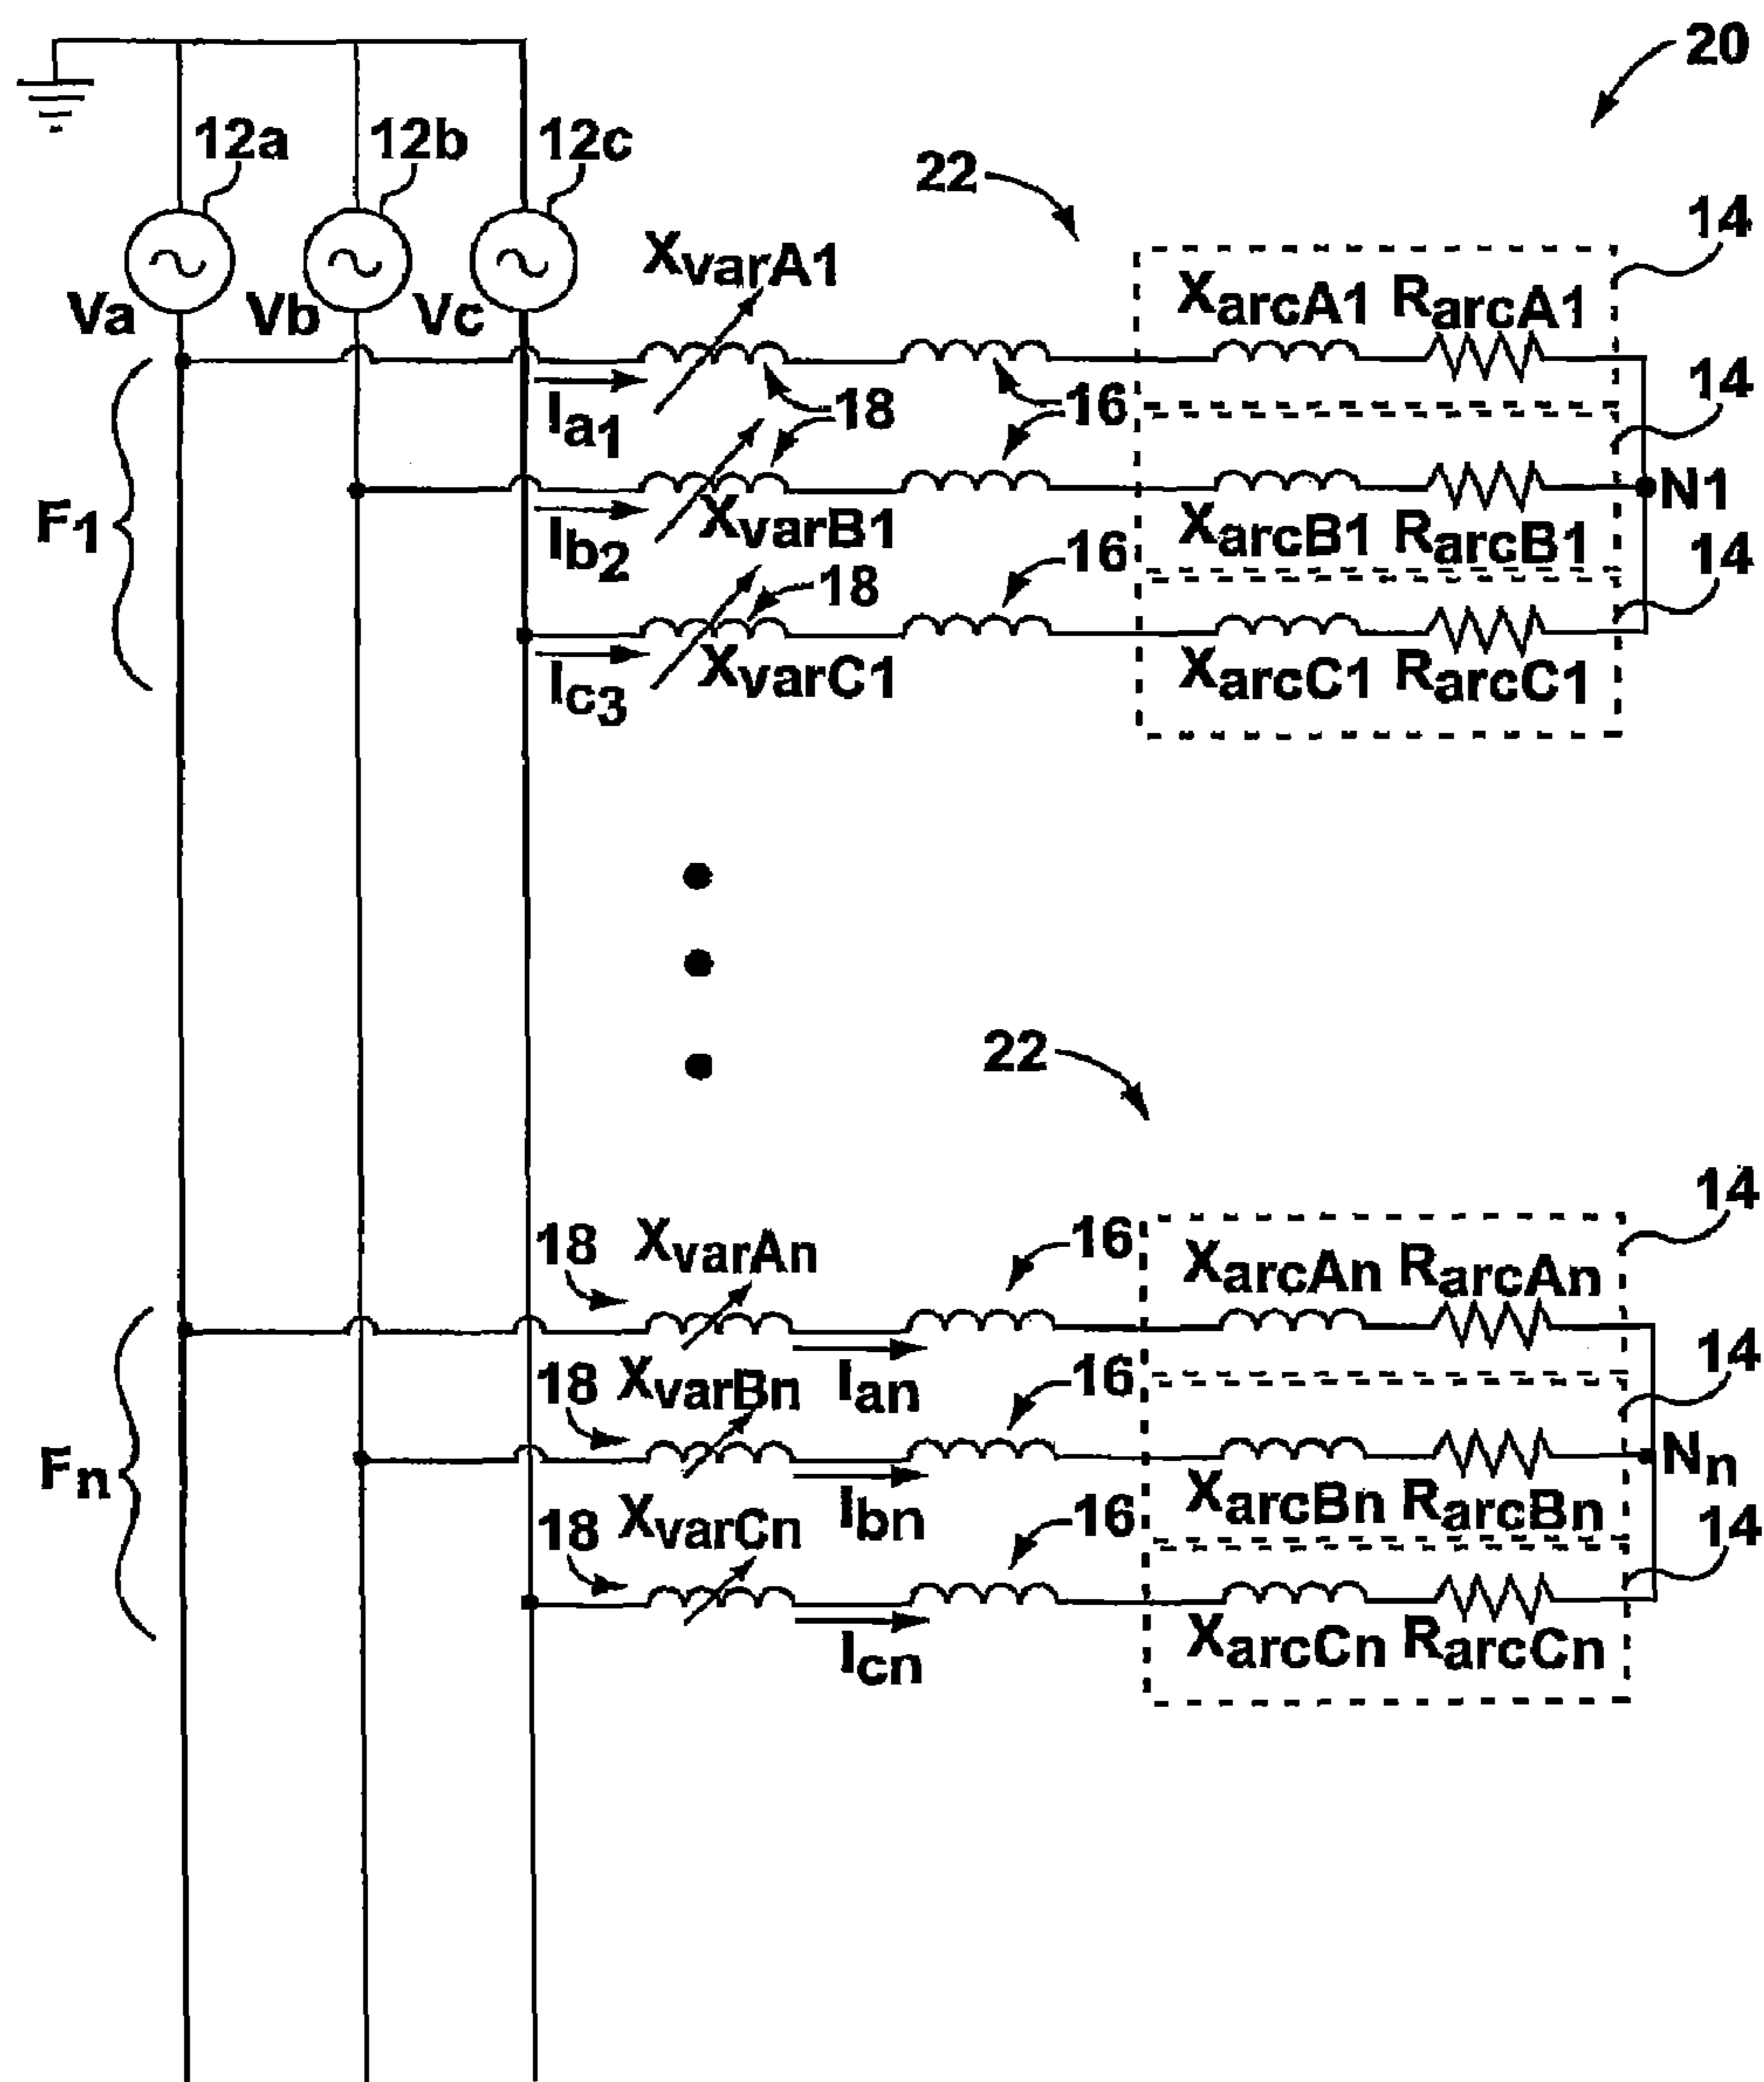 20
12a 12b 12c
22
14
XvarA1
Va Vb Vc
XarcA1 RarcA1
14
Ia1
18
16
F1
N1
Ib2
XvarB1
16
XarcB1 RarcB1
14
18
Ic3
XvarC1
XarcC1 RarcC1
22
14
18 XvarAn
16
XarcAn RarcAn
14
18 XvarBn
Ian
16
Fn
Nn
18 XvarCn
Ibn
16
XarcBn RarcBn
14
Icn
XarcCn RarcCn